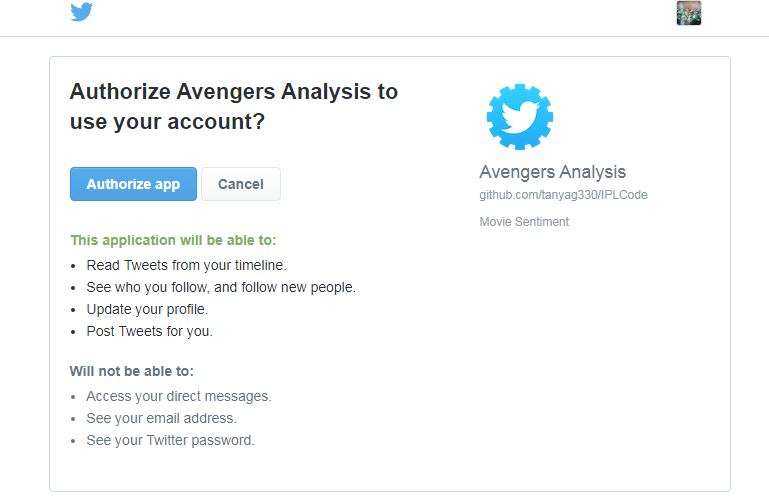 Authorize Avengers Analysis to
use your account?
Authorize app
Cancel
This application will be able to:
• Read Tweets from your timeline.
• See who you follow, and follow new people.
• Update your profile.
• Post Tweets for you.
Will not be able to:
• Access your direct messages.
• See your email address.
• See your Twitter password.
Avengers Analysis
github.com/tanyag330/IPLCode
Movie Sentiment